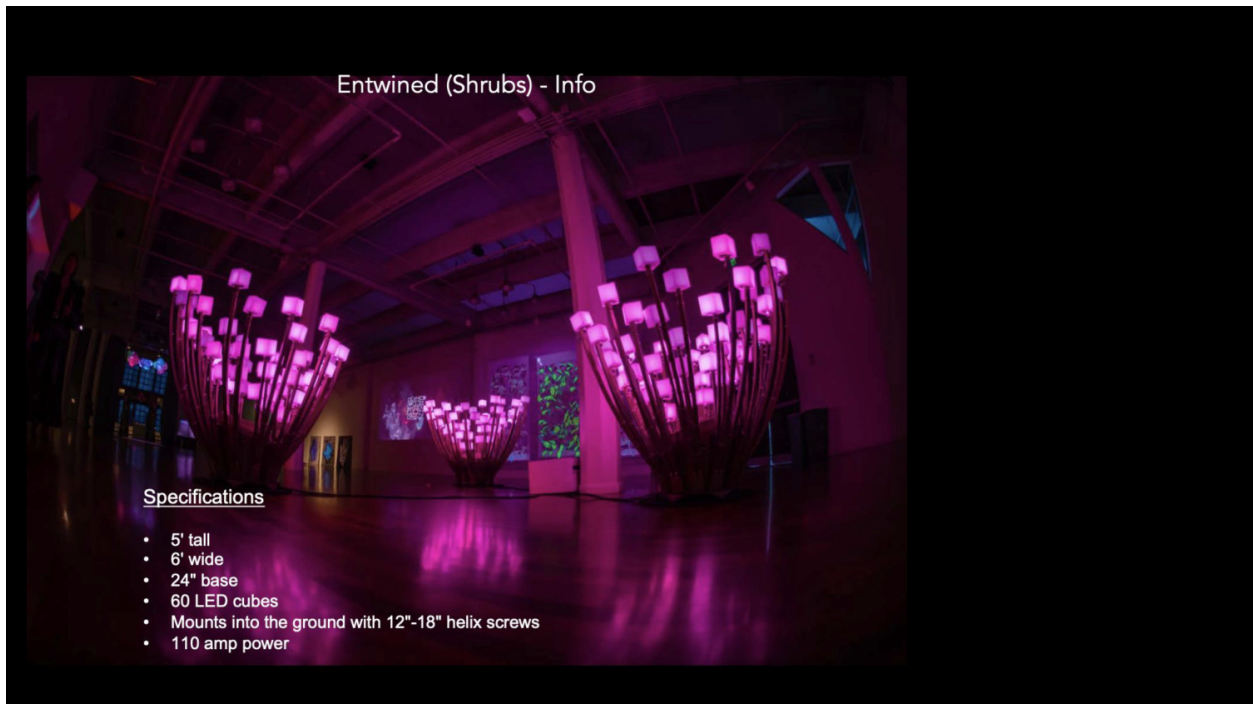 Entwined (Shrubs) - Info
Specifications
• 5' tall
• 6' wide
• 24" base
• 60 LED cubes
• Mounts into the ground with 12"-18" helix screws
• 110 amp power